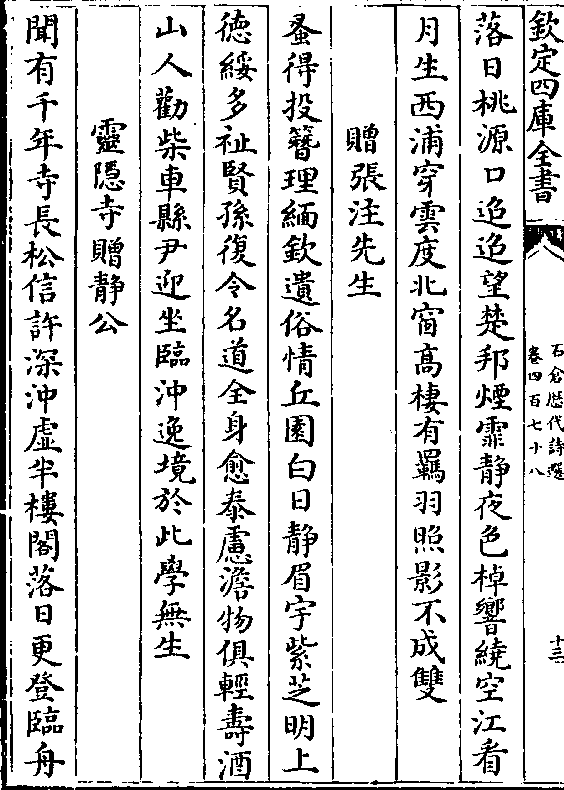 欽定四庫全書
石倉歴代詩選
卷四百七十八
十三
落日桃源口迢迢望楚邦煙霏静夜色棹響繞空江看
月生西浦穿雲度北窗髙棲有羈羽照影不成雙
贈張注先生
蚤得投簪理緬欽遺俗情丘園白日静眉宇紫芝明上
徳綏多祉賢孫復令名道全身愈泰慮澹物俱輕壽酒
山人勸柴車縣尹迎坐臨沖逸境於此學無生
靈隠寺贈静公
聞有千年寺長松信許深沖虚半樓閣落日更登臨舟